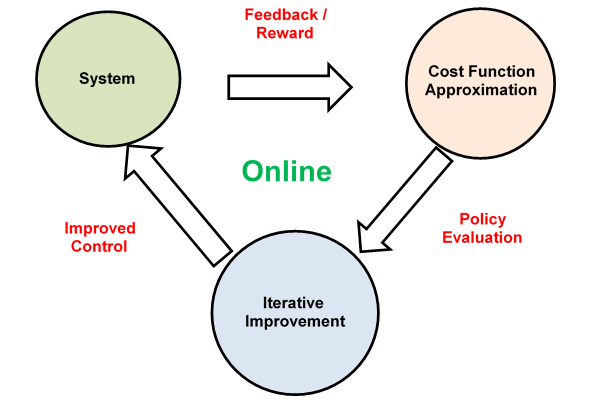 Feedback /
Reward
System
Cost Function
Approximation
Online
Improved
Control
Policy
Evaluation
Iterative
Improvement